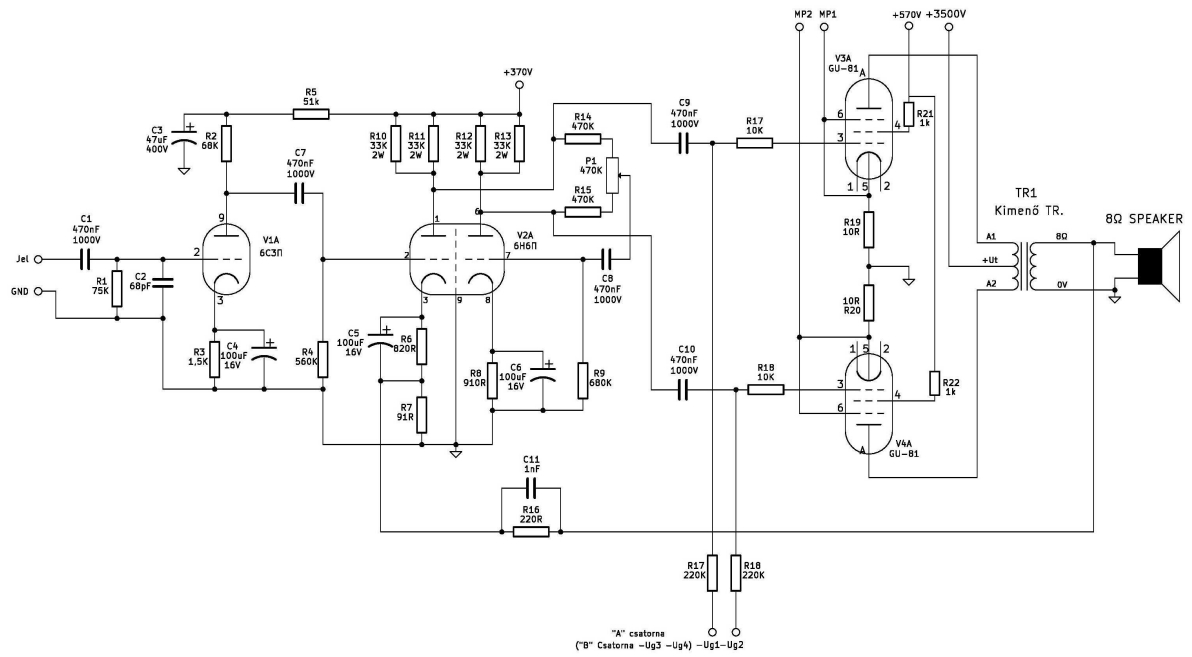 MP2
MP1
+570V
+3500V
V3A
GU-81
A
6
3
4
R21
1k
1
5
2
R19
10R
10R
R20
1
5
2
3
6
4
R22
1k
A
V4A
GU-81
+370V
R5
51k
C3
47uF
400V
R2
68K
C7
470nF
1000V
R10
33K
2W
R11
33K
2W
R12
33K
2W
R13
33K
2W
R14
470K
P1
470K
R15
470K
C9
470nF
1000V
R17
10K
TR1
Kimenő TR.
8Ω SPEAKER
A1
+Ut
A2
8Ω
0V
C1
470nF
1000V
Jel
GND
R1
75K
C2
68pF
9
2
3
V1A
6С3П
R3
1,5K
C4
100uF
16V
R4
560K
1
6
2
7
3
9
8
V2A
6Н6П
C8
470nF
1000V
C5
100uF
16V
R6
820R
R7
91R
R8
910R
C6
100uF
16V
R9
680K
C10
470nF
1000V
R18
10K
C11
1nF
R16
220R
R17
220K
R18
220K
"A" csatorna
("B" Csatorna -Ug3 -Ug4) -Ug1-Ug2